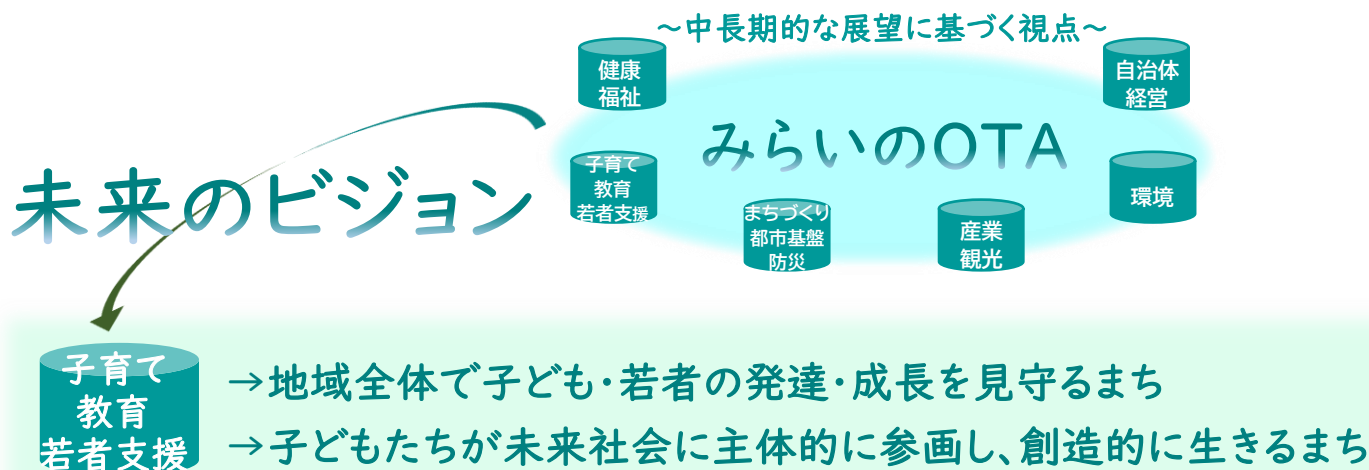 ～中長期的な展望に基づく視点～
健康
福祉
自治体
経営
みらいのOTA
子育て
教育
若者支援
環境
まちづくり
都市基盤
防災
産業
観光
未来のビジョン
子育て
教育
若者支援
→地域全体で子ども・若者の発達・成長を見守るまち
→子どもたちが未来社会に主体的に参画し、創造的に生きるまち